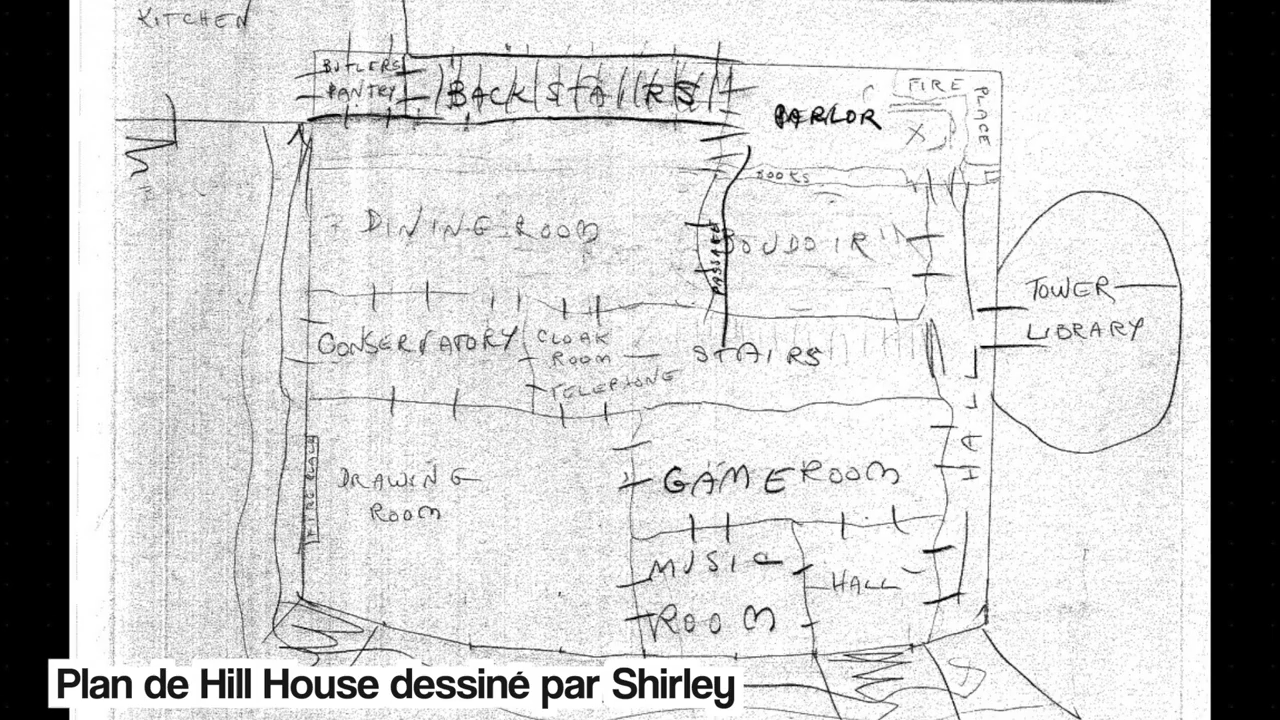 KITCHEN
BUTLERS
PANTRY
BACK STAIRS
PARLOR
FIRE
PLACE
X
BOOKS
DINING ROOM
PASSAGE
BOUDOIR
TOWER
LIBRARY
CONSERVATORY
CLOAK
ROOM
TELEPHONE
STAIRS
HALL
FIREPLACE
DRAWING
ROOM
GAME ROOM
MUSIC
ROOM
HALL
Plan de Hill House dessiné par Shirley